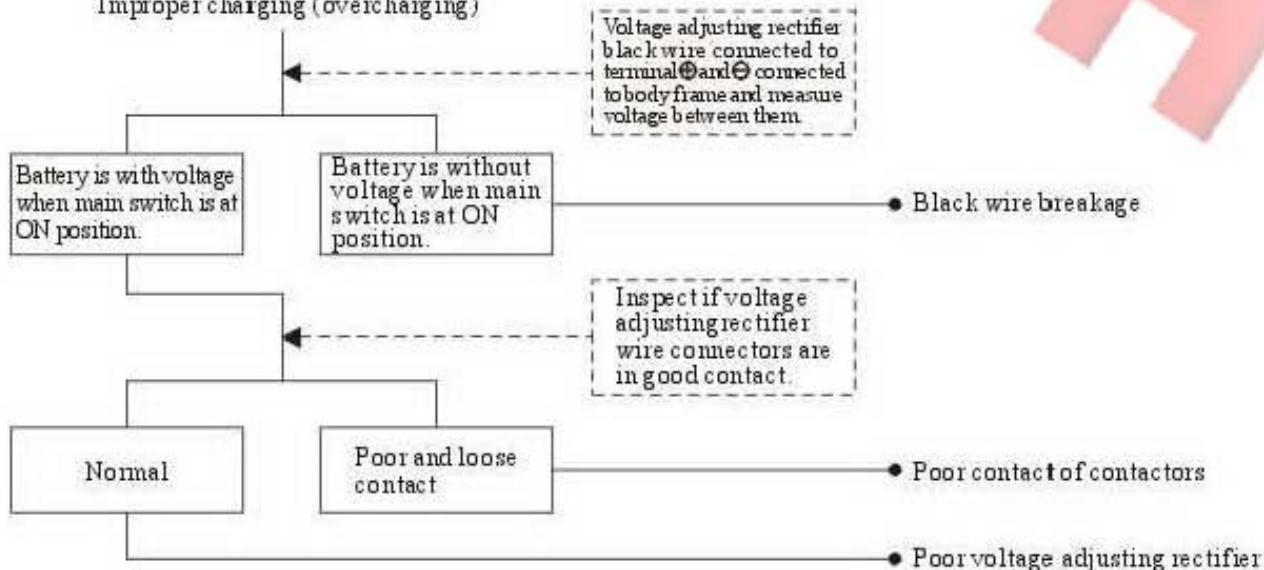 Improper charging (overcharging)
Voltage adjusting rectifier
black wire connected to
terminal ⊕ and ⊖ connected
to body frame and measure
voltage between them.
Battery is with voltage
when main switch is at
ON position.
Battery is without
voltage when main
switch is at ON
position.
Black wire breakage
Inspect if voltage
adjusting rectifier
wire connectors are
in good contact.
Normal
Poor and loose
contact
Poor contact of contactors
Poor voltage adjusting rectifier